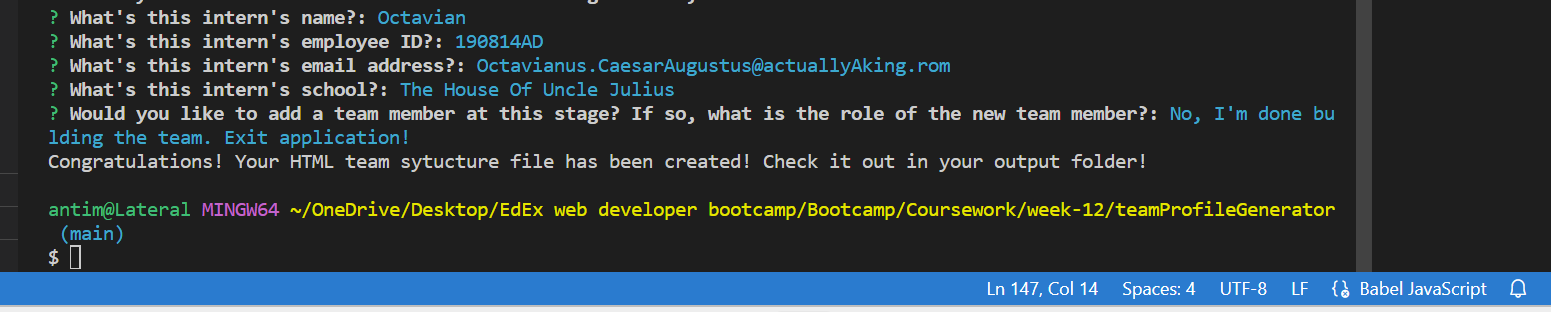 ? What's this intern's name?: Octavian
? What's this intern's employee ID?: 190814AD
? What's this intern's email address?: Octavianus.CaesarAugustus@actuallyAking.rom
? What's this intern's school?: The House Of Uncle Julius
? Would you like to add a team member at this stage? If so, what is the role of the new team member?: No, I'm done bu
lding the team. Exit application!
Congratulations! Your HTML team sytucture file has been created! Check it out in your output folder!
antim@Lateral MINGW64 ~/OneDrive/Desktop/EdEx web developer bootcamp/Bootcamp/Coursework/week-12/teamProfileGenerator
(main)
$
Ln 147, Col 14 Spaces: 4 UTF-8 LF Babel JavaScript